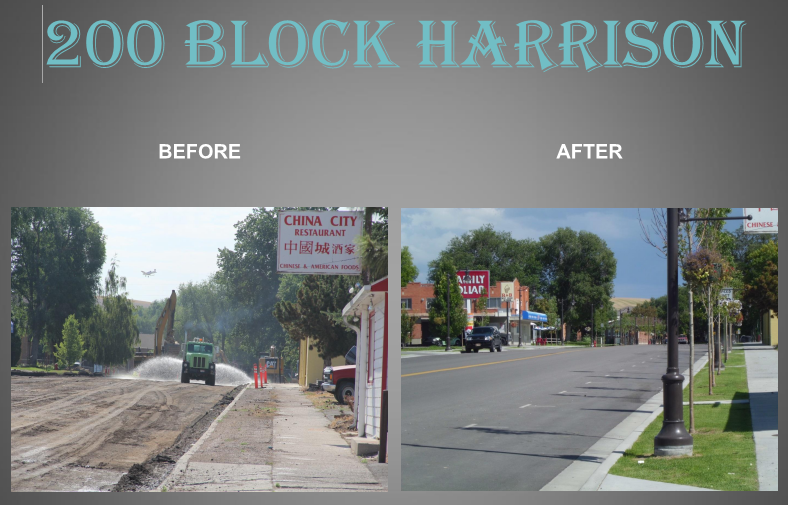 200 BLOCK HARRISON
BEFORE
AFTER
CHINA CITY
RESTAURANT
中國城酒家
CHINESE & AMERICAN FOODS
CAT
FAMILY
DOLLAR
CHINESE